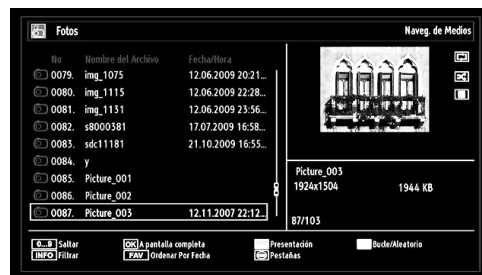 Fotos
Naveg. de Medios
No Nombre del Archivo Fecha/Hora
0079. img_1075 12.06.2009 20:21...
0080. img_1115 12.06.2009 22:28...
0081. img_1131 12.06.2009 23:56...
0082. s8000381 17.07.2009 16:58...
0083. sdc11181 21.10.2009 16:55...
0084. y
0085. Picture_001
0086. Picture_002
0087. Picture_003 12.11.2007 22:12...
Picture_003
1924x1504 1944 KB
87/103
0...9 Saltar OK A pantalla completa Presentación Bucle/Aleatorio
INFO Filtrar FAV Ordenar Por Fecha Pestañas